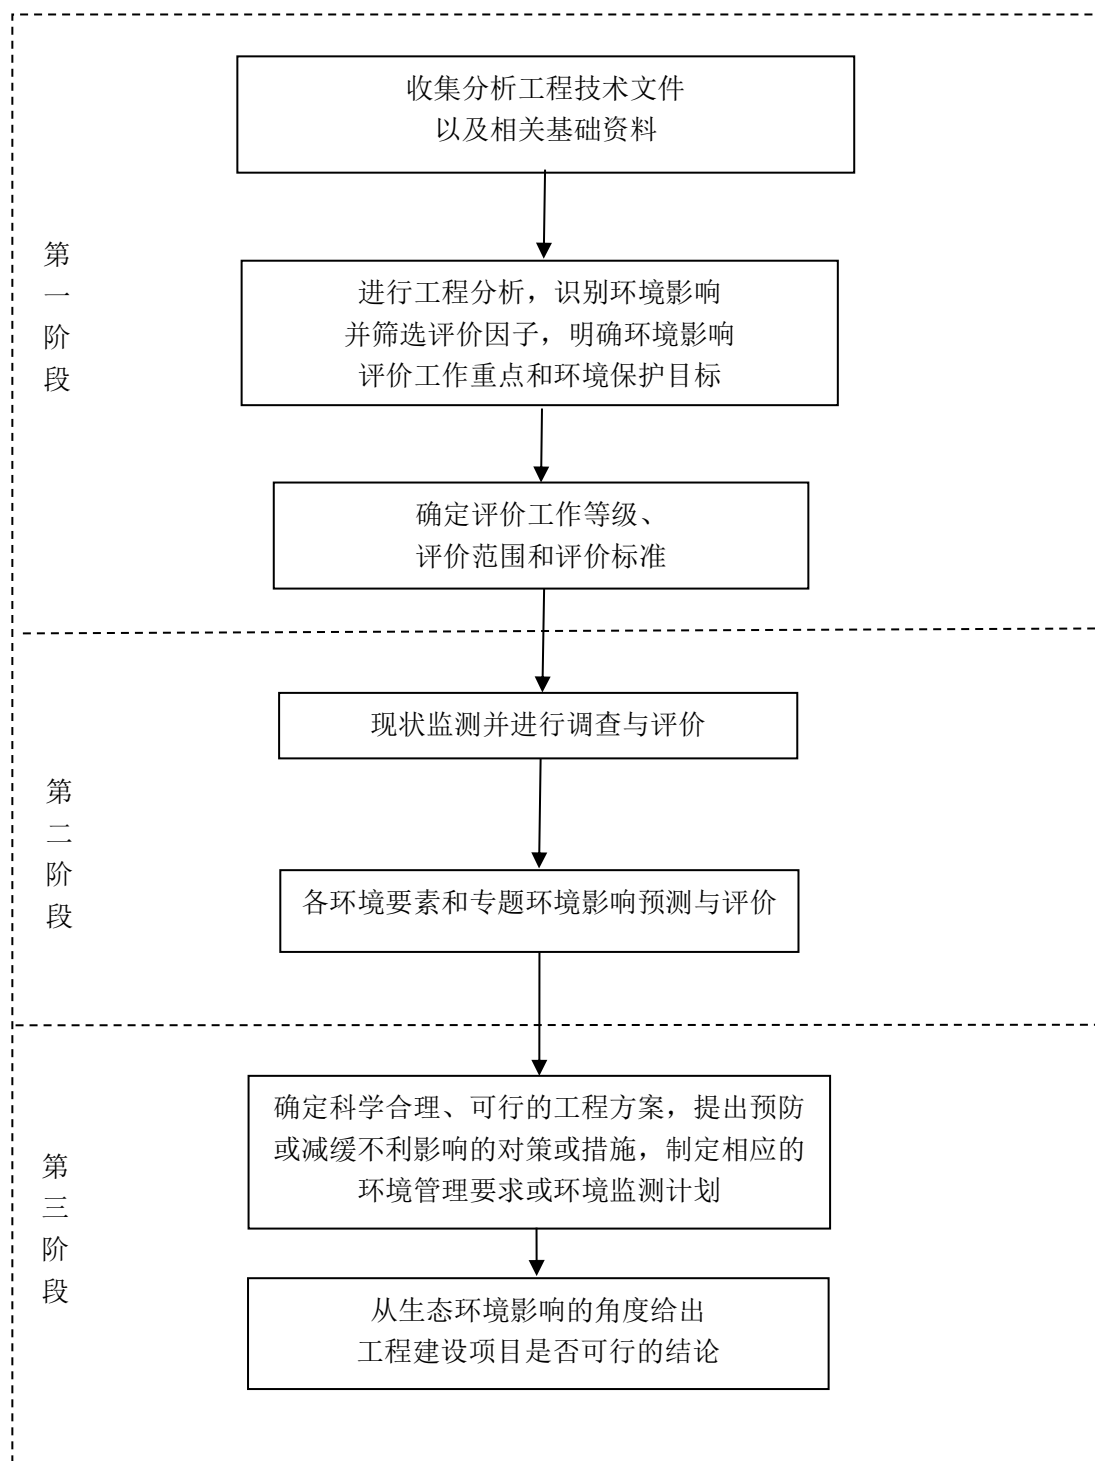 收集分析工程技术文件
以及相关基础资料
第一阶段
进行工程分析，识别环境影响
并筛选评价因子，明确环境影响
评价工作重点和环境保护目标
确定评价工作等级、
评价范围和评价标准
现状监测并进行调查与评价
第二阶段
各环境要素和专题环境影响预测与评价
确定科学合理、可行的工程方案，提出预防
或减缓不利影响的对策或措施，制定相应的
环境管理要求或环境监测计划
第三阶段
从生态环境影响的角度给出
工程建设项目是否可行的结论